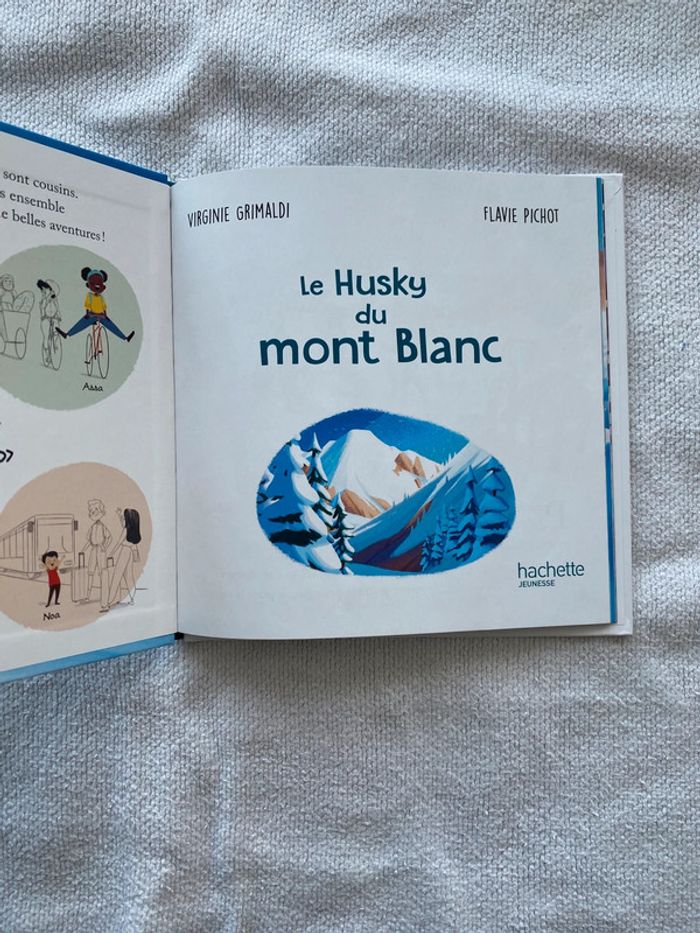 sont cousins.
ensemble
belles aventures !
Assa
Noa
VIRGINIE GRIMALDI
FLAVIE PICHOT
Le Husky
du
mont Blanc
hachette
JEUNESSE